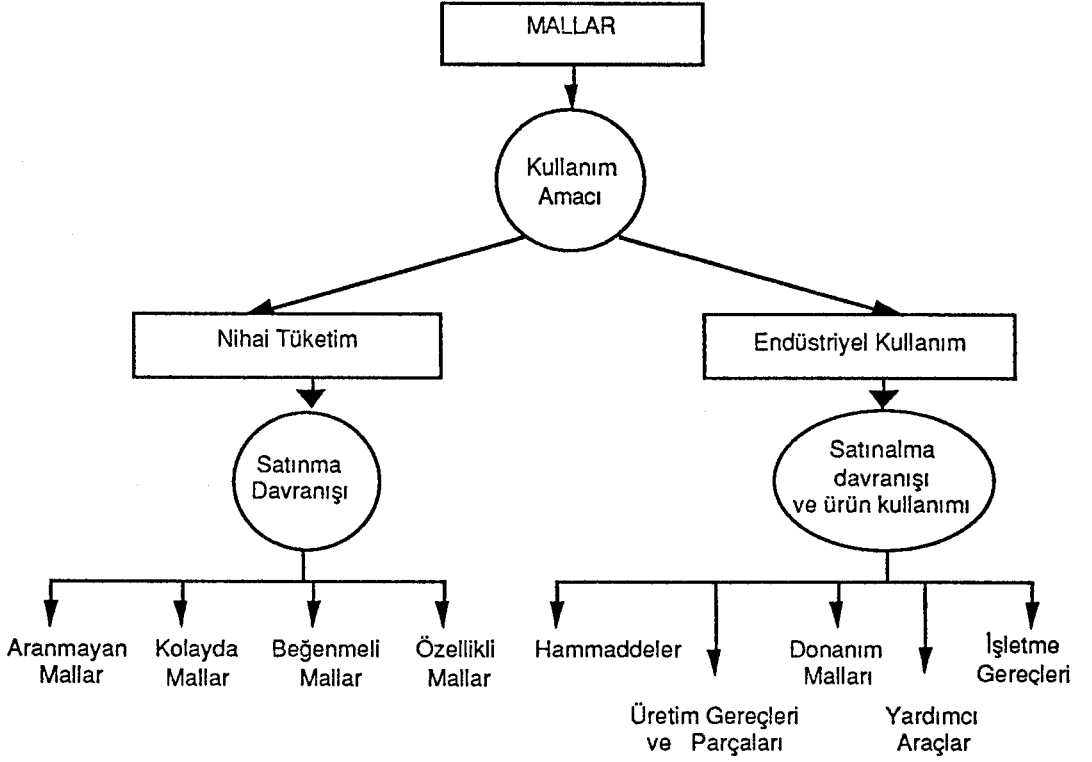 MALLAR
Kullanım
Amacı
Nihai Tüketim
Endüstriyel Kullanım
Satınma
Davranışı
Satınalma
davranışı
ve ürün kullanımı
Aranmayan
Mallar
Kolayda
Mallar
Beğenmeli
Mallar
Özellikli
Mallar
Hammaddeler
Üretim Gereçleri
ve Parçaları
Donanım
Malları
Yardımcı
Araçlar
İşletme
Gereçleri